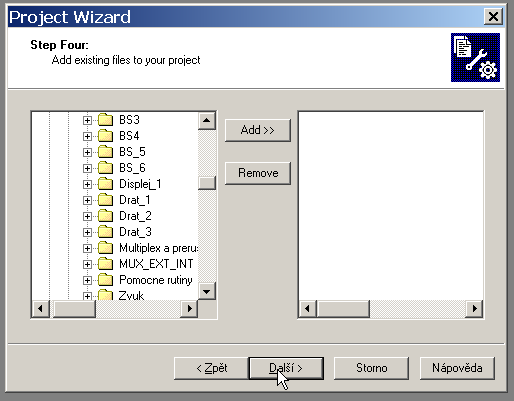 Project Wizard
Step Four:
Add existing files to your project
BS3
BS4
BS_5
BS_6
Displej_1
Drat_1
Drat_2
Drat_3
Multiplex a prerus
MUX_EXT_INT
Pomocne rutiny
Zvuk
Add >>
Remove
< Zpět
Další >
Storno
Nápověda